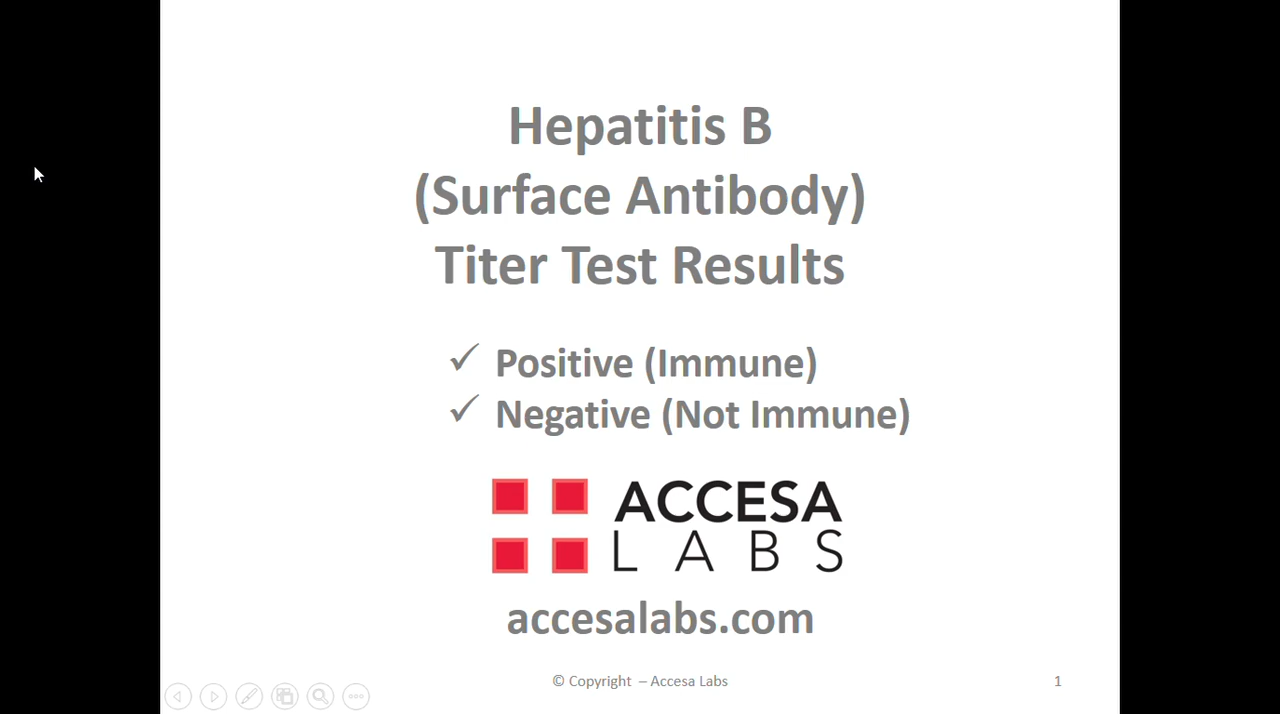 Hepatitis B
(Surface Antibody)
Titer Test Results
✓ Positive (Immune)
✓ Negative (Not Immune)
ACCESA
LABS
accesalabs.com
© Copyright – Accesa Labs
1